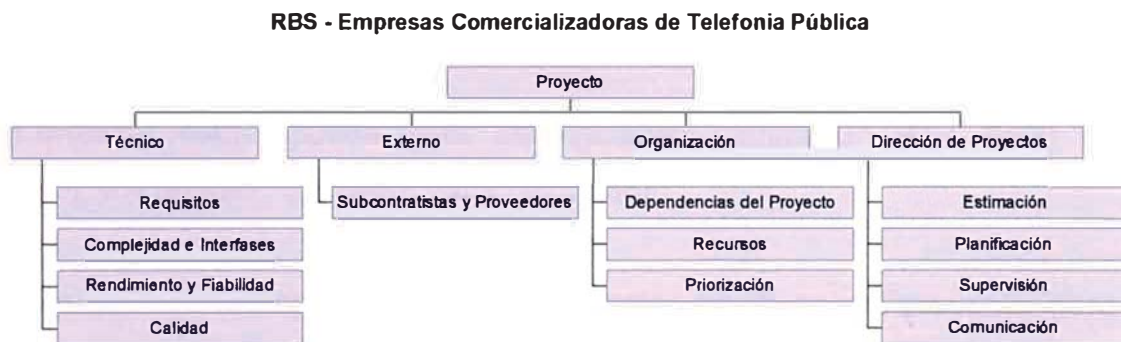 RBS - Empresas Comercializadoras de Telefonia Pública
Proyecto
Técnico
Requisitos
Complejidad e Interfases
Rendimiento y Fiabilidad
Calidad
Externo
Subcontratistas y Proveedores
Organización
Dependencias del Proyecto
Recursos
Priorización
Dirección de Proyectos
Estimación
Planificación
Supervisión
Comunicación